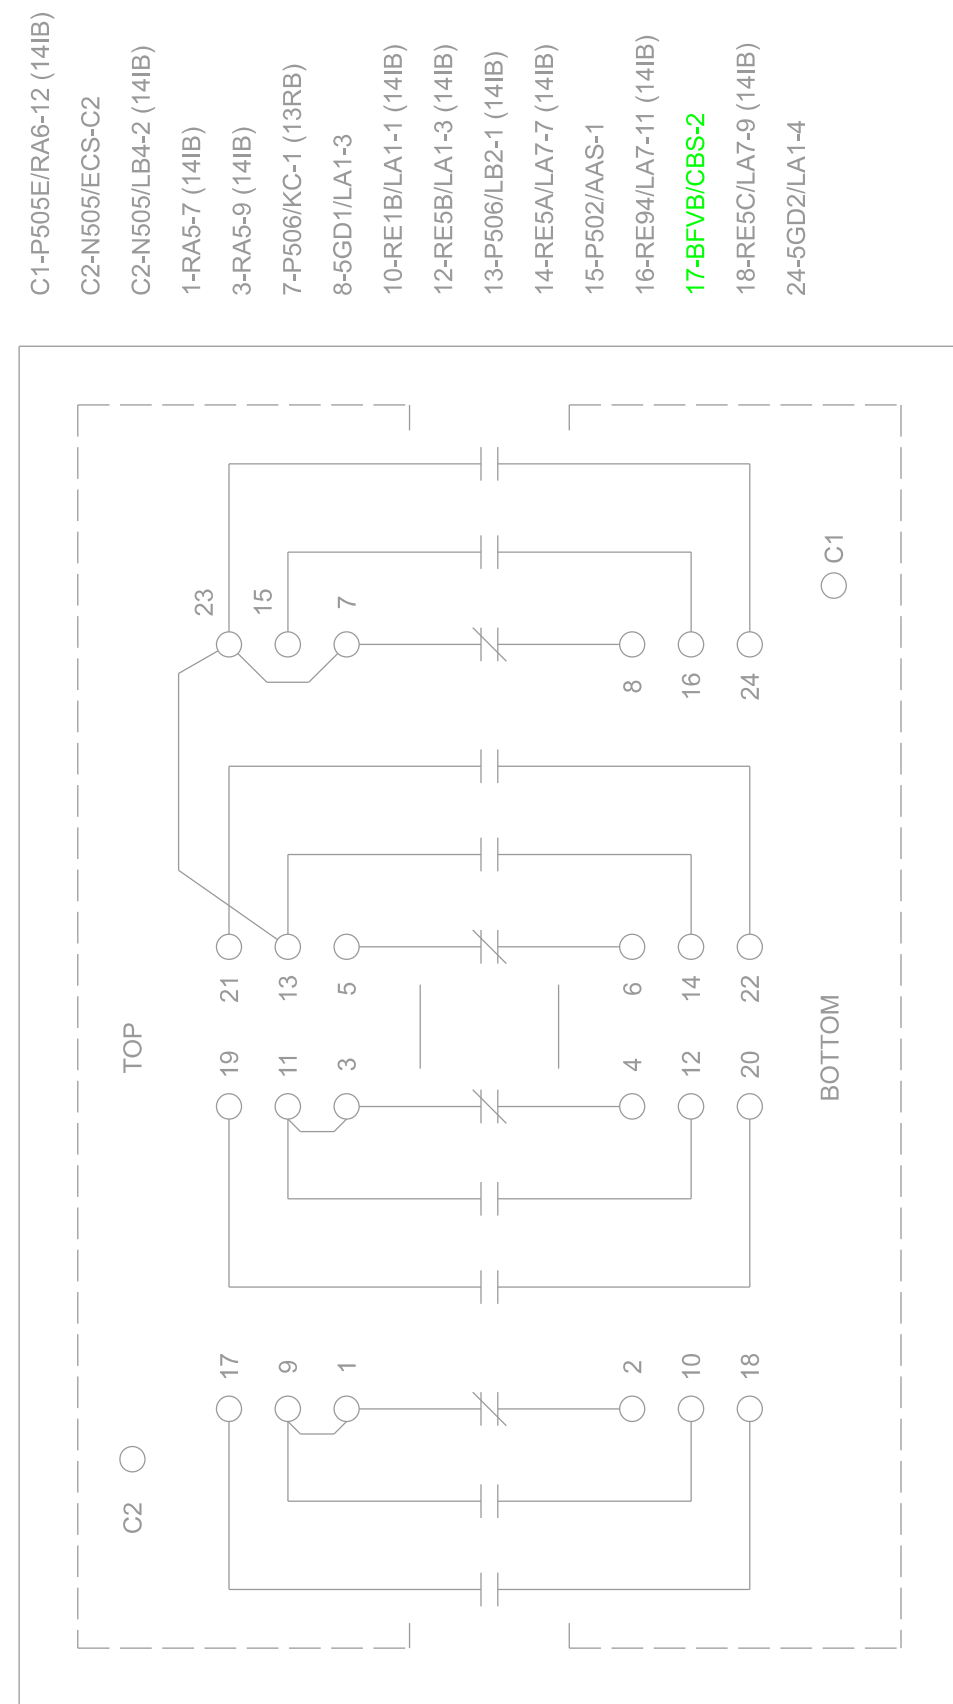 C1-P505E/RA6-12 (14IB)
C2-N505/ECS-C2
C2-N505/LB4-2 (14IB)
1-RA5-7 (14IB)
3-RA5-9 (14IB)
7-P506/KC-1 (13RB)
8-5GD1/LA1-3
10-RE1B/LA1-1 (14IB)
12-RE5B/LA1-3 (14IB)
13-P506/LB2-1 (14IB)
14-RE5A/LA7-7 (14IB)
15-P502/AAS-1
16-RE94/LA7-11 (14IB)
17-BFVB/CBS-2
18-RE5C/LA7-9 (14IB)
24-5GD2/LA1-4
C2
TOP
17
9
1
19
11
3
21
13
5
23
15
7
2
10
18
4
12
20
6
14
22
8
16
24
BOTTOM
C1